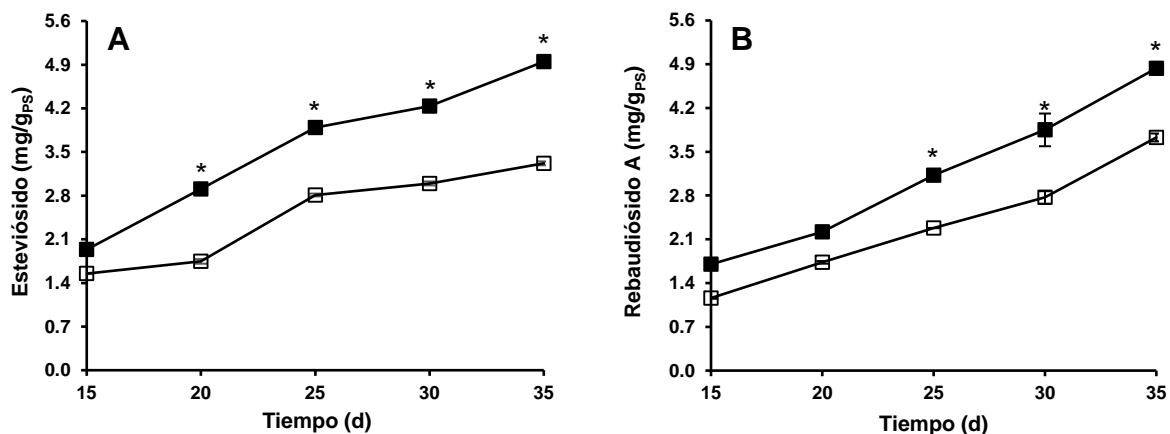 A
Esteviósido (mg/gPS)
5.6
4.9
4.2
3.5
2.8
2.1
1.4
0.7
0.0
* * * *
15 20 25 30 35
Tiempo (d)
B
Rebaudiósido A (mg/gPS)
5.6
4.9
4.2
3.5
2.8
2.1
1.4
0.7
0.0
* * *
15 20 25 30 35
Tiempo (d)